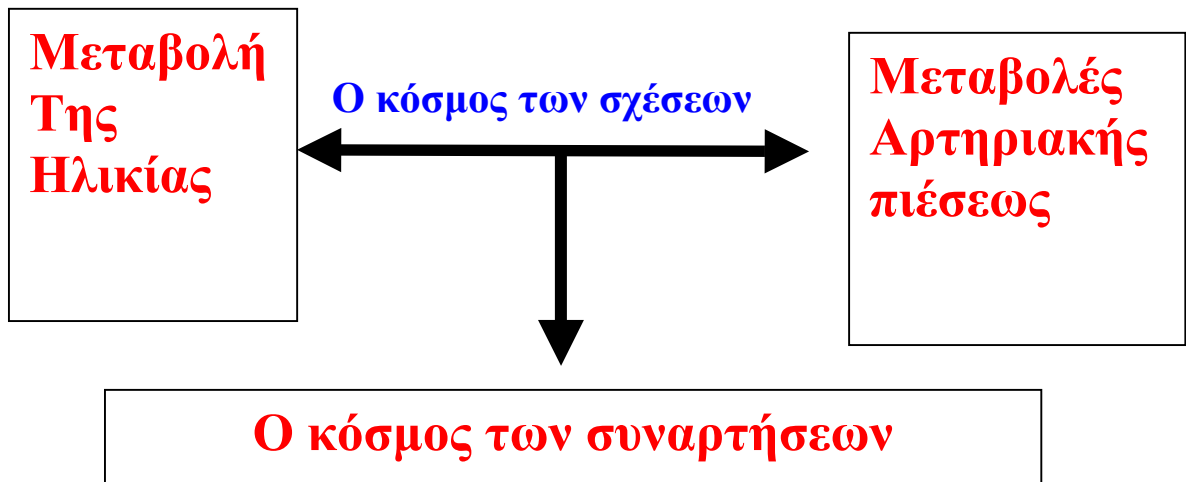 Μεταβολή
Της
Ηλικίας
Ο κόσμος των σχέσεων
Μεταβολές
Αρτηριακής
πιέσεως
Ο κόσμος των συναρτήσεων